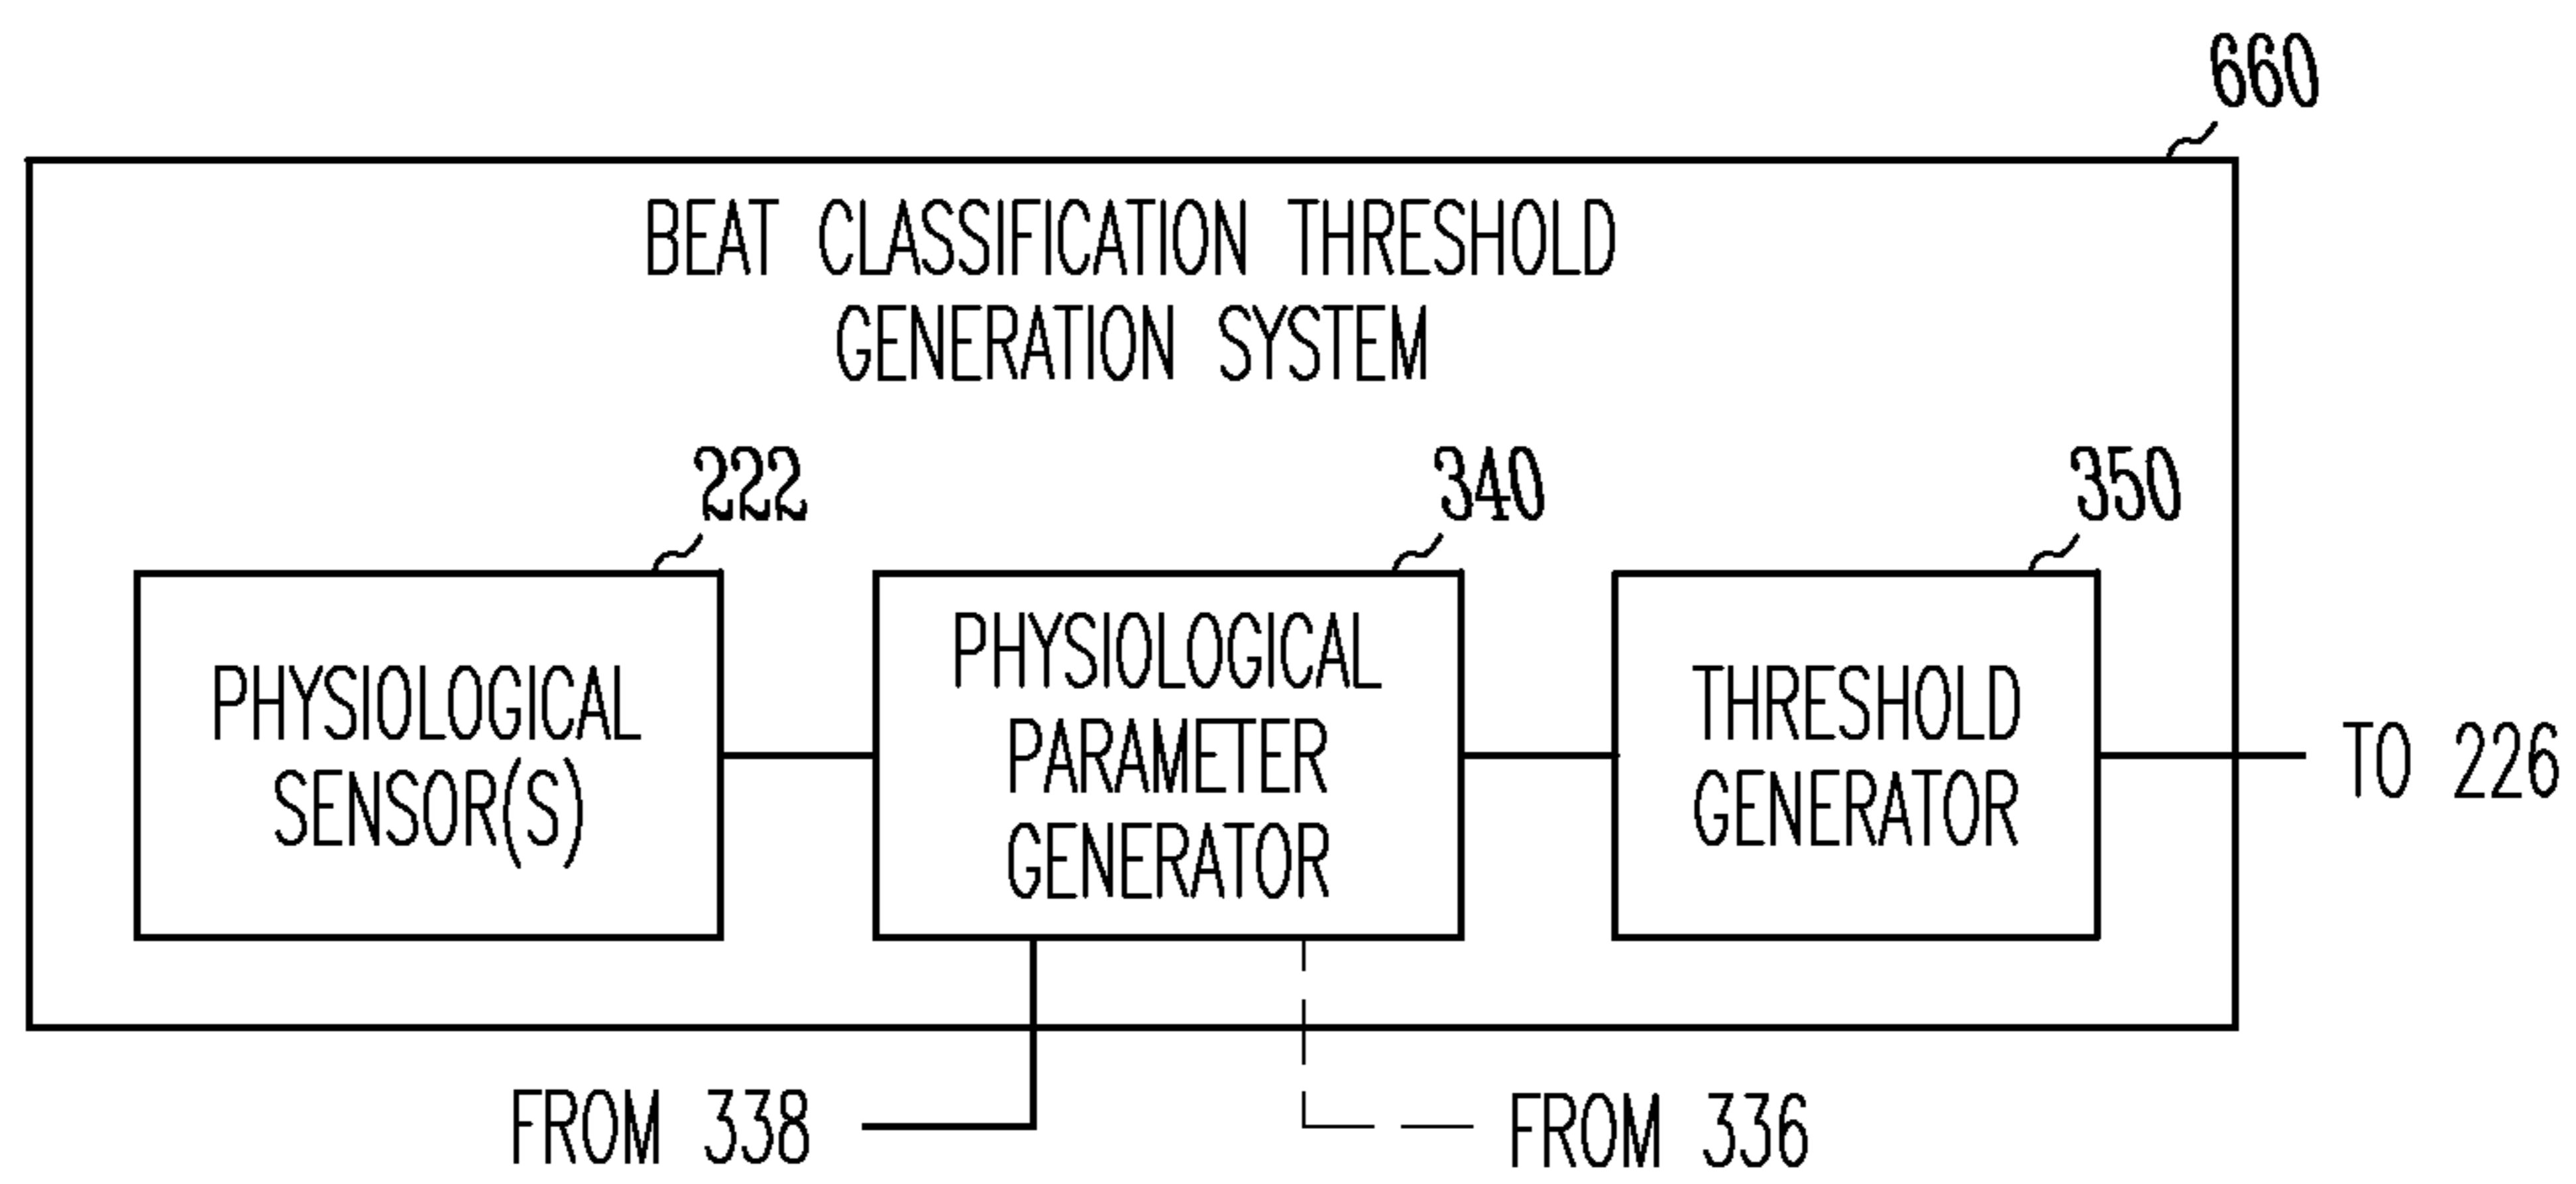 660
BEAT CLASSIFICATION THRESHOLD
GENERATION SYSTEM
222
340
350
PHYSIOLOGICAL
SENSOR(S)
PHYSIOLOGICAL
PARAMETER
GENERATOR
THRESHOLD
GENERATOR
TO 226
FROM 338
FROM 336